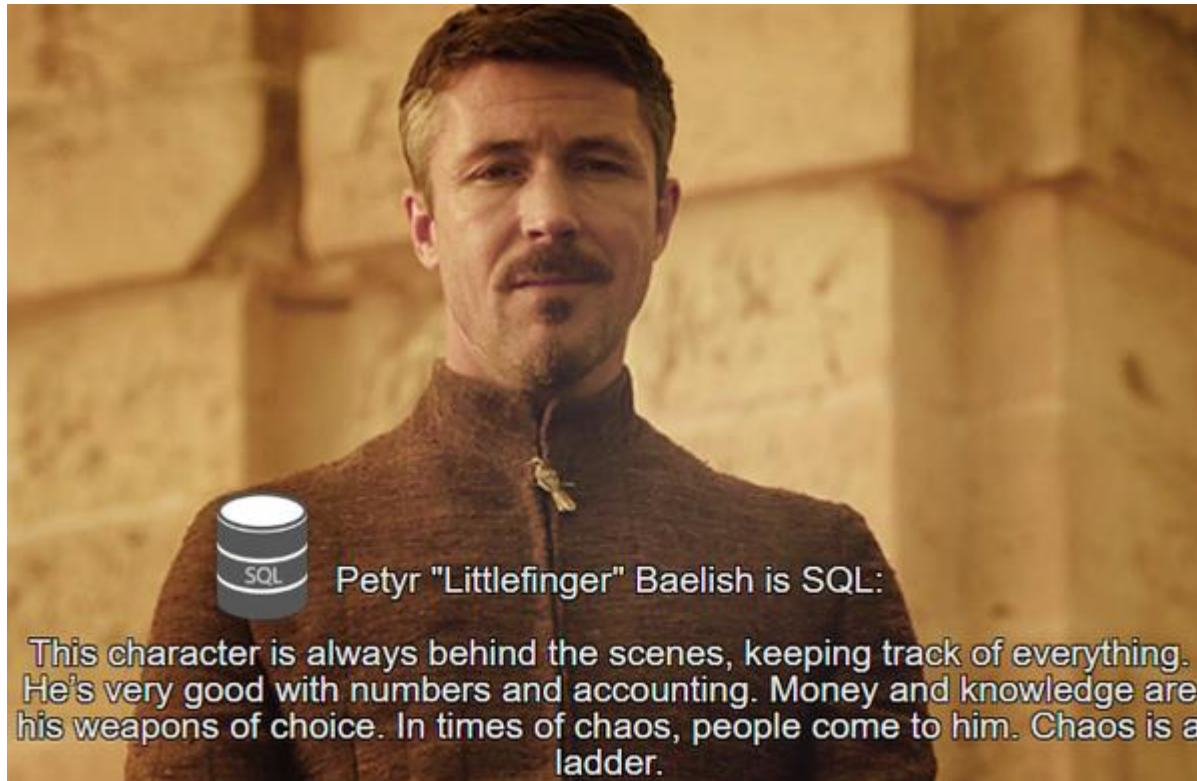 SQL
Petyr "Littlefinger" Baelish is SQL:
This character is always behind the scenes, keeping track of everything.
He's very good with numbers and accounting. Money and knowledge are
his weapons of choice. In times of chaos, people come to him. Chaos is a
ladder.